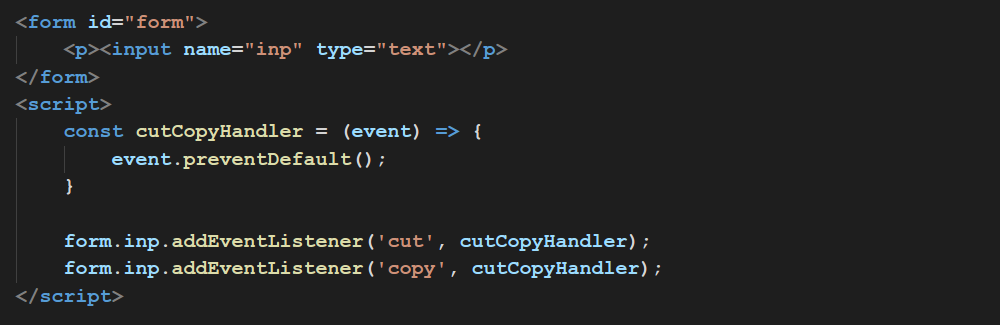 <form id="form">
    <p><input name="inp" type="text"></p>
</form>
<script>
    const cutCopyHandler = (event) => {
        event.preventDefault();
    }

    form.inp.addEventListener('cut', cutCopyHandler);
    form.inp.addEventListener('copy', cutCopyHandler);
</script>